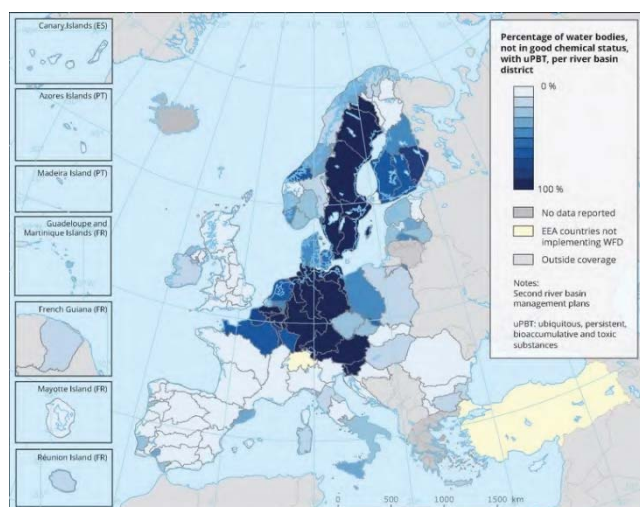 Canary Islands (ES)
Azores Islands (PT)
Madeira Island (PT)
Guadeloupe and
Martinique Islands (FR)
French Guiana (FR)
Mayotte Island (FR)
Réunion Island (FR)
Percentage of water bodies,
not in good chemical status,
with uPBT, per river basin
district
0 %
100 %
No data reported
EEA countries not
implementing WFD
Outside coverage
Notes:
Second river basin
management plans
uPBT: ubiquitous, persistent,
bioaccumulative and toxic
substances
0 500 1000 1500 km